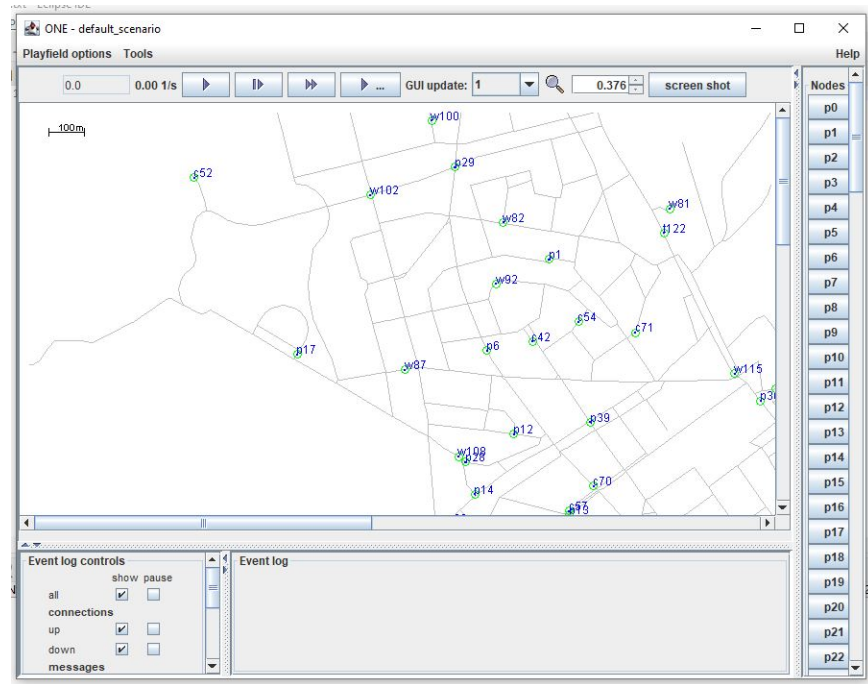 ONE - default_scenario
Playfield options Tools Help
0.0 0.00 1/s ... GUI update: 1 0.376 screen shot
100m
w100
p29
c52
w102
w82
w81
t122
p1
w92
c54
c42
c71
p6
p17
w87
w115
p39
p12
w108
p28
c70
p14
c57
p13
Nodes
p0
p1
p2
p3
p4
p5
p6
p7
p8
p9
p10
p11
p12
p13
p14
p15
p16
p17
p18
p19
p20
p21
p22
Event log controls
show pause
all
connections
up
down
messages
Event log